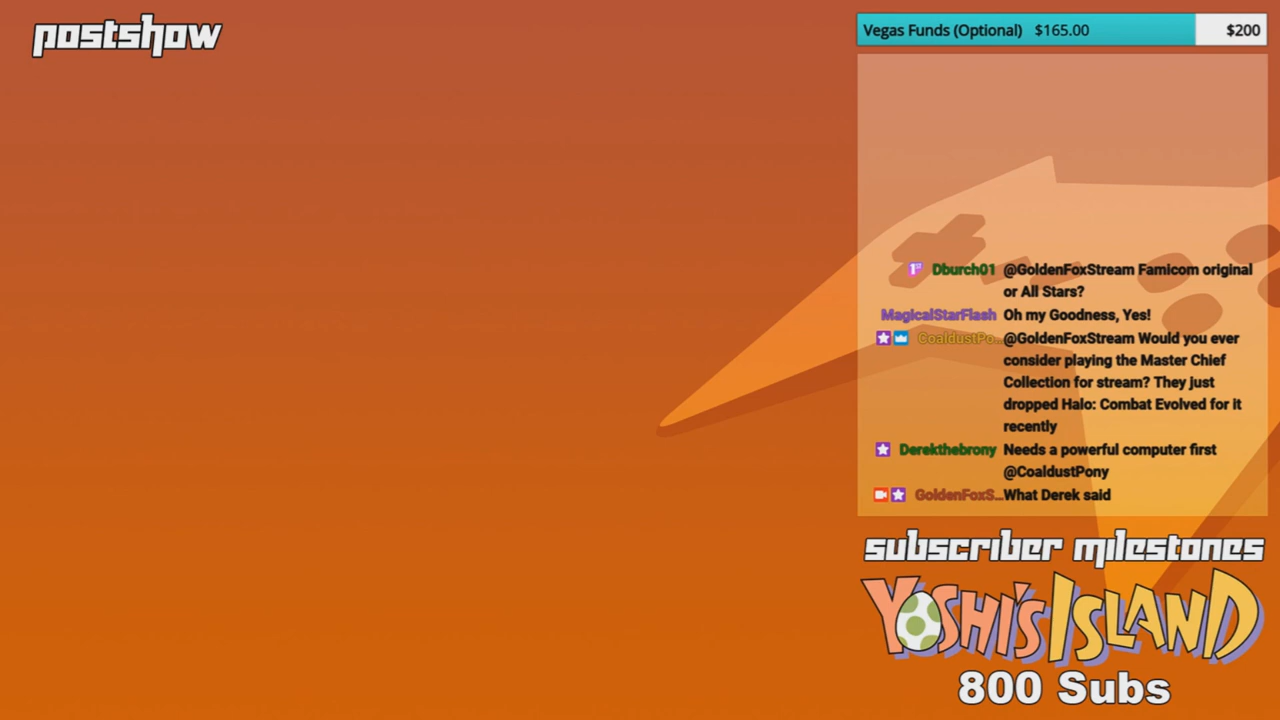 postshow
Vegas Funds (Optional) $165.00 $200
Dburch01 @GoldenFoxStream Famicom original
or All Stars?
MagicalStarFlash Oh my Goodness, Yes!
CoaldustPo... @GoldenFoxStream Would you ever
consider playing the Master Chief
Collection for stream? They just
dropped Halo: Combat Evolved for it
recently
Derekthebrony Needs a powerful computer first
@CoaldustPony
GoldenFoxS... What Derek said
subscriber milestones
YOSHI'S ISLAND
800 Subs